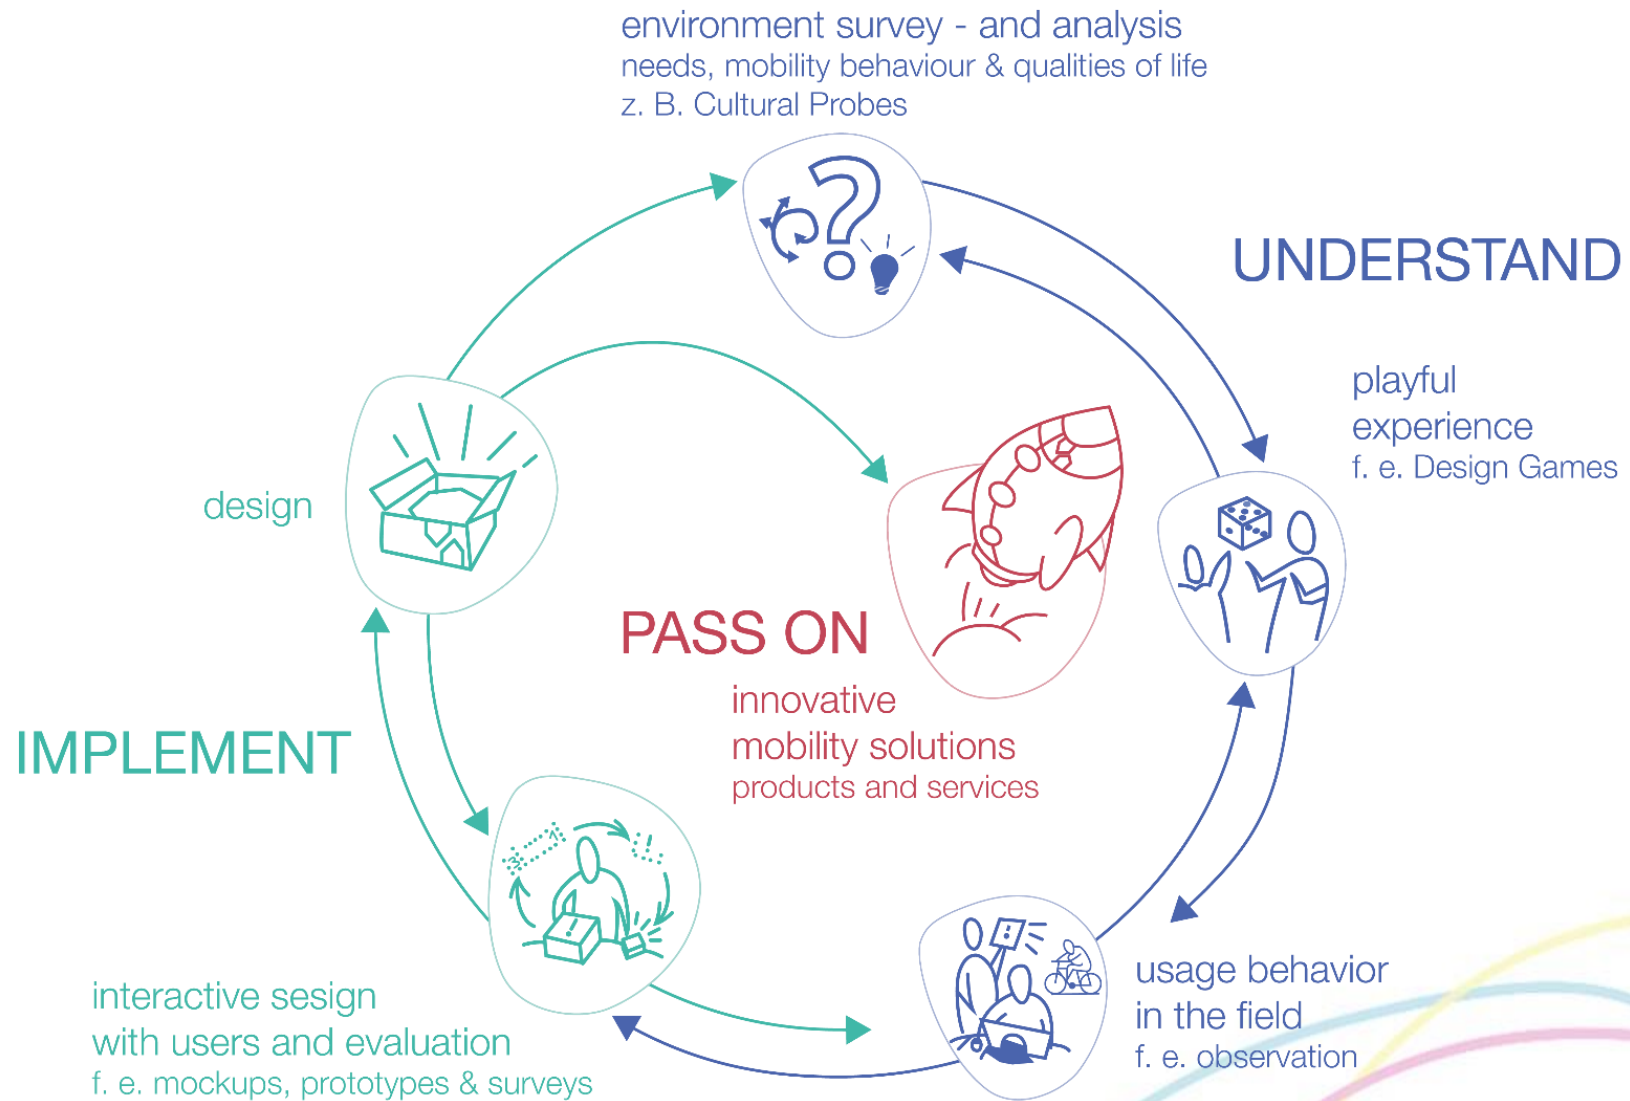 environment survey - and analysis
needs, mobility behaviour & qualities of life
z. B. Cultural Probes
UNDERSTAND
playful
experience
f. e. Design Games
design
PASS ON
innovative
mobility solutions
products and services
IMPLEMENT
usage behavior
in the field
f. e. observation
interactive sesign
with users and evaluation
f. e. mockups, prototypes & surveys